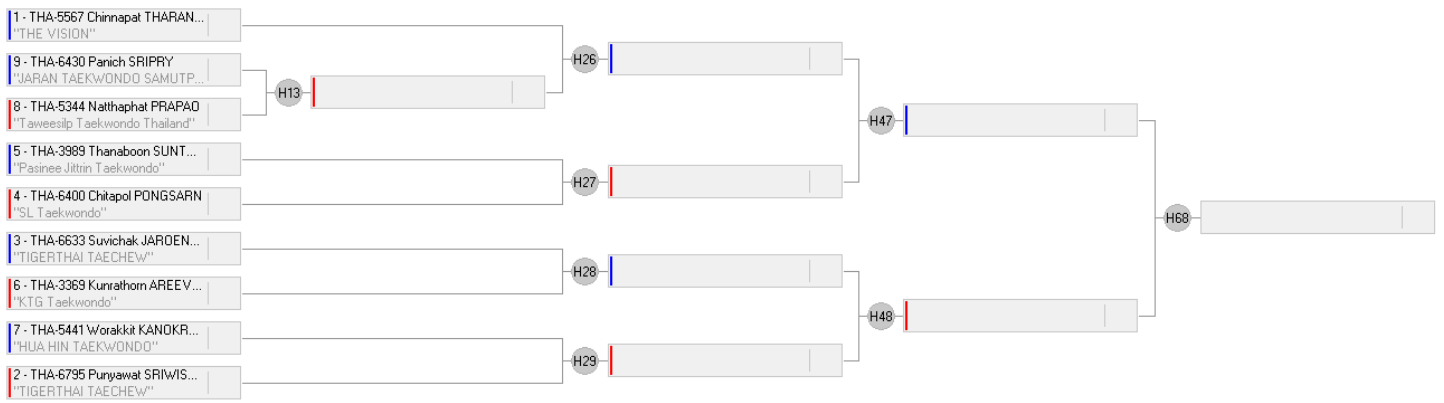 1 - THA-5567 Chinnapat THARAN...
"THE VISION"
9 - THA-6430 Panich SRIPRY
"JARAN TAEKWONDO SAMUTP...
8 - THA-5344 Natthaphat PRAPAO
"Taweesilp Taekwondo Thailand"
5 - THA-3989 Thanaboon SUNT...
"Pasinee Jittrin Taekwondo"
4 - THA-6400 Chitapol PONGSARN
"SL Taekwondo"
3 - THA-6633 Suvichak JAROEN...
"TIGERTHAI TAECHEW"
6 - THA-3369 Kunrathorn AREEV...
"KTG Taekwondo"
7 - THA-5441 Worakkit KANOKR...
"HUA HIN TAEKWONDO"
2 - THA-6795 Punyawat SRIWIS...
"TIGERTHAI TAECHEW"
H13
H26
H27
H28
H29
H47
H48
H68